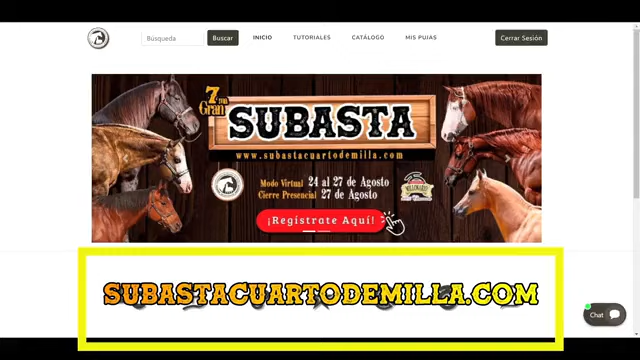 Búsqueda
Buscar
INICIO
TUTORIALES
CATÁLOGO
MIS PUJAS
Cerrar Sesión
7ma
Gran
SUBASTA
www.subastacuartodemilla.com
Modo Virtual 24 al 27 de Agosto
Cierre Presencial 27 de Agosto
MILLONARIO
¡Regístrate Aquí!
SUBASTACUARTODEMILLA.COM
Chat